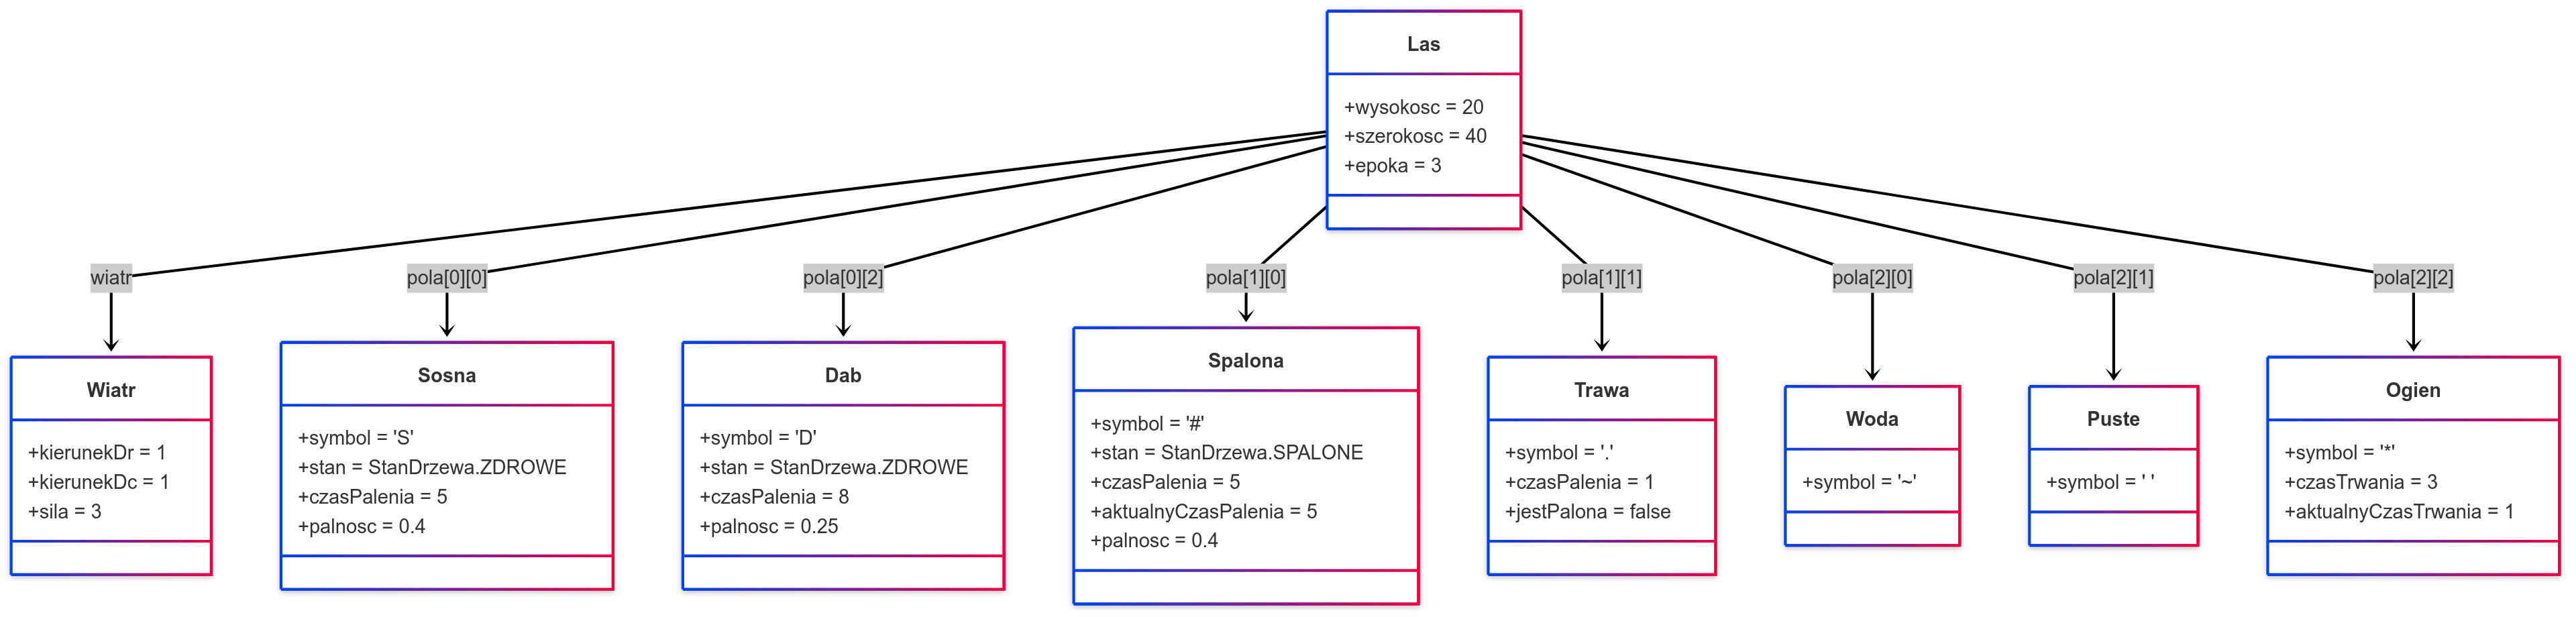 Las
+wysokosc = 20
+szerokosc = 40
+epoka = 3
wiatr
pola[0][0]
pola[0][2]
pola[1][0]
pola[1][1]
pola[2][0]
pola[2][1]
pola[2][2]
Wiatr
+kierunekDr = 1
+kierunekDc = 1
+sila = 3
Sosna
+symbol = 'S'
+stan = StanDrzewa.ZDROWE
+czasPalenia = 5
+palnosc = 0.4
Dab
+symbol = 'D'
+stan = StanDrzewa.ZDROWE
+czasPalenia = 8
+palnosc = 0.25
Spalona
+symbol = '#'
+stan = StanDrzewa.SPALONE
+czasPalenia = 5
+aktualnyCzasPalenia = 5
+palnosc = 0.4
Trawa
+symbol = '.'
+czasPalenia = 1
+jestPalona = false
Woda
+symbol = '~'
Puste
+symbol = ' '
Ogien
+symbol = '*'
+czasTrwania = 3
+aktualnyCzasTrwania = 1